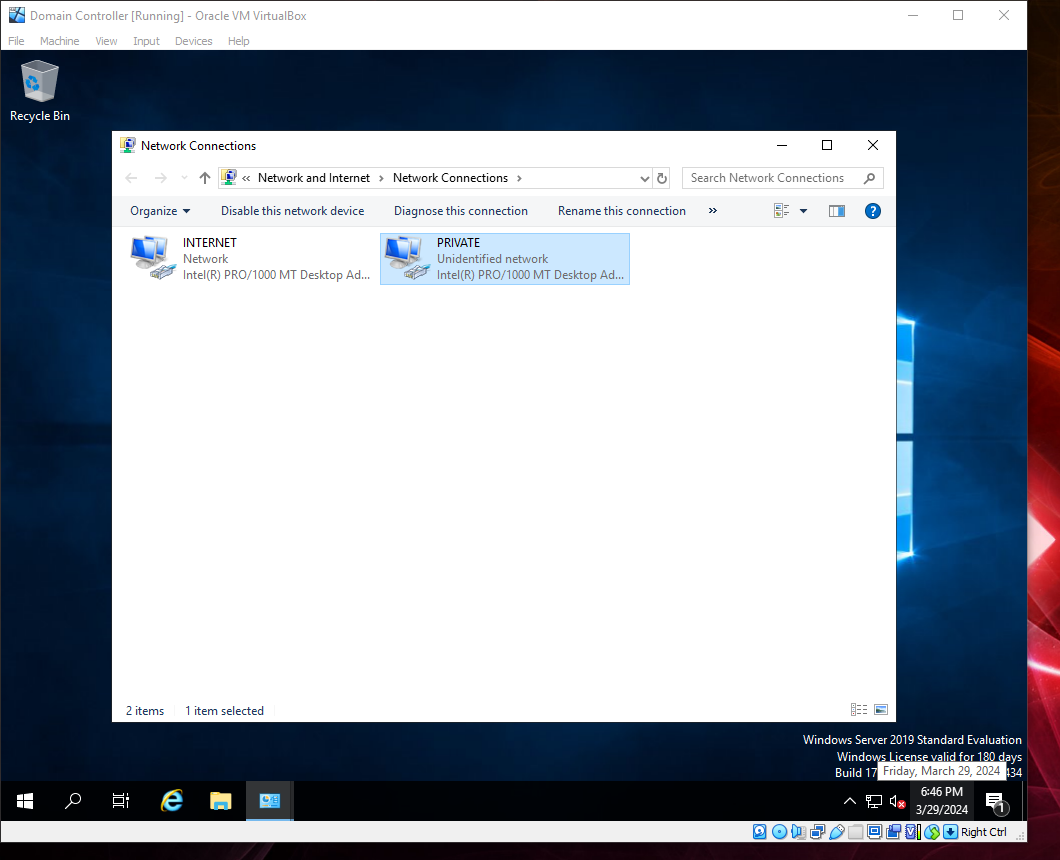 Domain Controller [Running] - Oracle VM VirtualBox
File Machine View Input Devices Help
Recycle Bin
Network Connections
« Network and Internet › Network Connections ›
Search Network Connections
Organize Disable this network device Diagnose this connection Rename this connection »
INTERNET
Network
Intel(R) PRO/1000 MT Desktop Ad...
PRIVATE
Unidentified network
Intel(R) PRO/1000 MT Desktop Ad...
2 items 1 item selected
Windows Server 2019 Standard Evaluation
Windows License valid for 180 days
Build 17
434
Friday, March 29, 2024
6:46 PM
3/29/2024
1
Right Ctrl